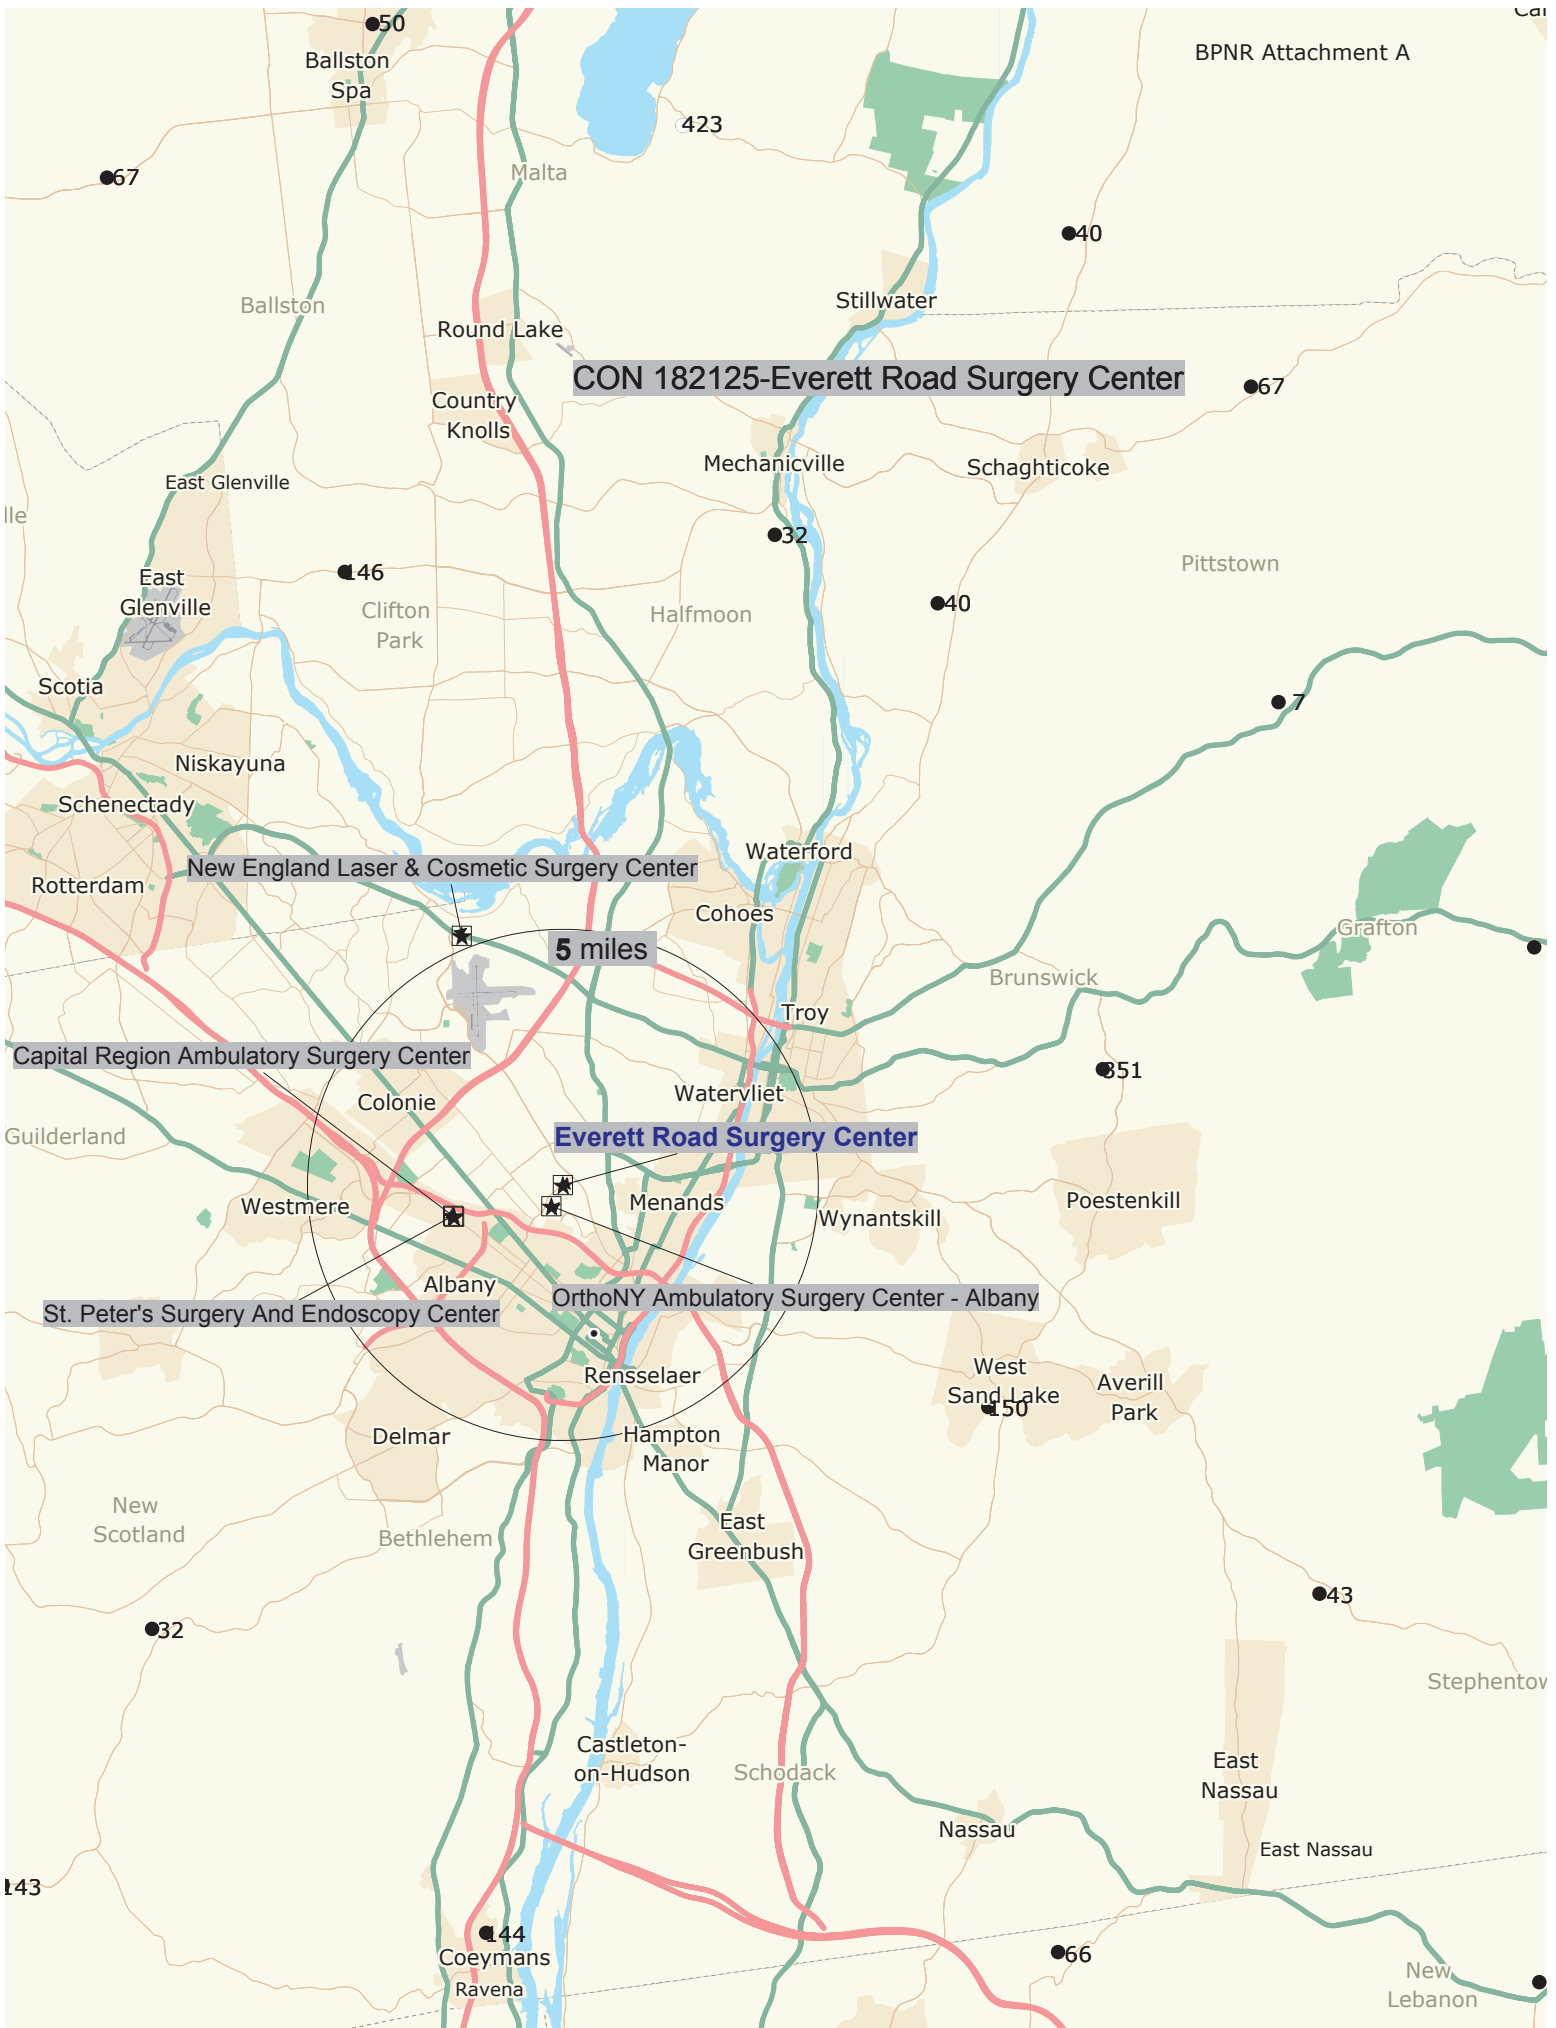 Car
50
BPNR Attachment A
Ballston
Spa
423
Malta
67
40
Stillwater
Ballston
Round Lake
CON 182125-Everett Road Surgery Center
67
Country
Knolls
Mechanicville
Schaghticoke
East Glenville
lle
32
Pittstown
146
East
Glenville
Clifton
Park
Halfmoon
40
Scotia
7
Niskayuna
Schenectady
Waterford
New England Laser & Cosmetic Surgery Center
Rotterdam
Cohoes
Grafton
5 miles
Brunswick
Troy
Capital Region Ambulatory Surgery Center
351
Colonie
Watervliet
Guilderland
Everett Road Surgery Center
Westmere
Menands
Poestenkill
Wynantskill
Albany
OrthoNY Ambulatory Surgery Center - Albany
St. Peter's Surgery And Endoscopy Center
Rensselaer
West
Sand Lake
Averill
Park
150
Delmar
Hampton
Manor
New
Scotland
Bethlehem
East
Greenbush
43
32
Stephentow
Castleton-
on-Hudson
Schodack
East
Nassau
Nassau
East Nassau
143
144
Coeymans
66
Ravena
New
Lebanon